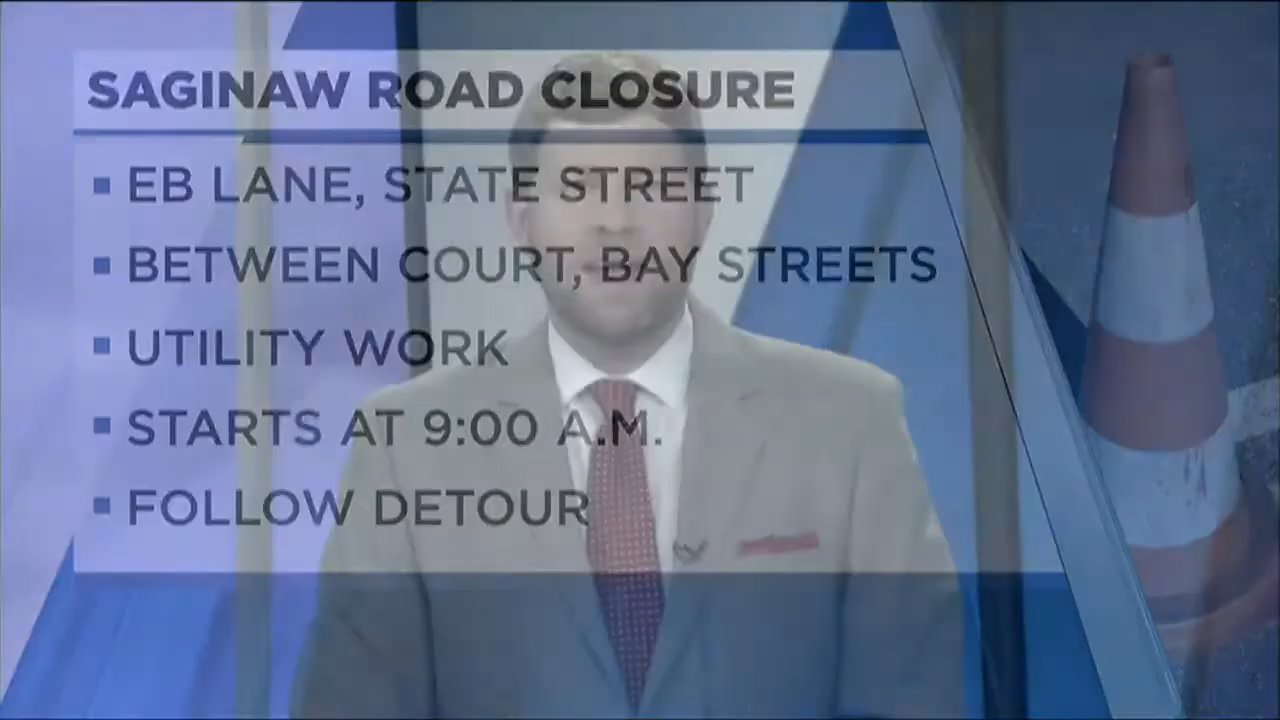 SAGINAW ROAD CLOSURE
EB LANE, STATE STREET
BETWEEN COURT, BAY STREETS
UTILITY WORK
STARTS AT 9:00 A.M.
FOLLOW DETOUR